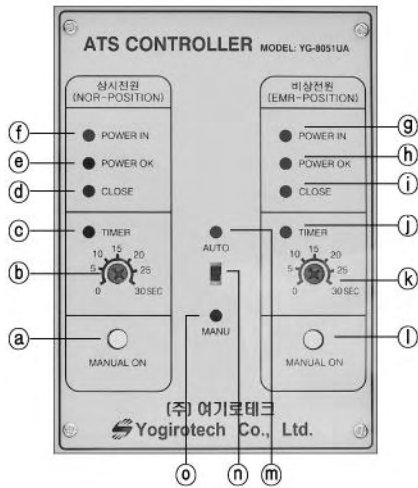 ATS CONTROLLER MODEL: YG-8051UA
상시전원
(NOR-POSITION)
비상전원
(EMR-POSITION)
ⓕ POWER IN
ⓔ POWER OK
ⓓ CLOSE
ⓒ TIMER
ⓑ 0 5 10 15 20 25 30 SEC
ⓐ MANUAL ON
AUTO
MANU
POWER IN ⓖ
POWER OK ⓗ
CLOSE ⓘ
TIMER ⓙ
0 5 10 15 20 25 30 SEC ⓚ
MANUAL ON ⓛ
(주) 여기로테크
Yogirotech Co., Ltd.
ⓞ ⓝ ⓜ